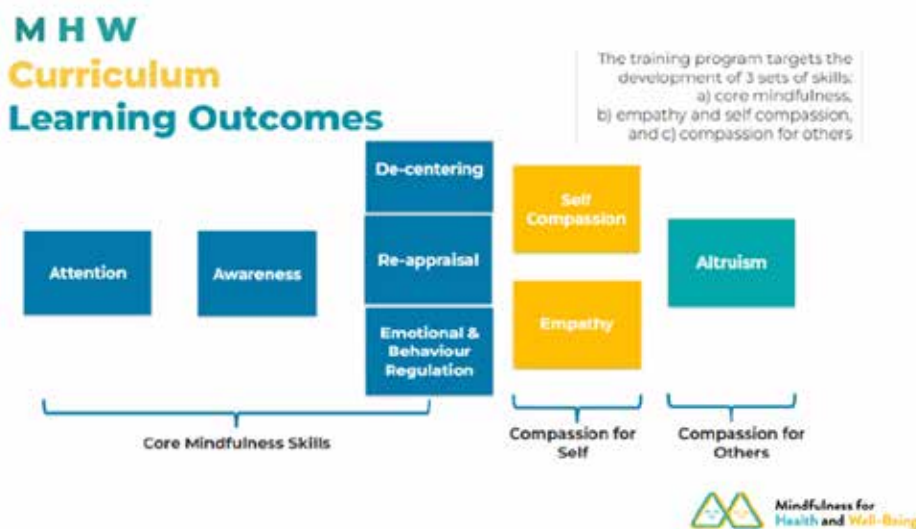 M H W
Curriculum
Learning Outcomes
The training program targets the
development of 3 sets of skills:
a) core mindfulness,
b) empathy and self compassion,
and c) compassion for others
Attention
Awareness
De-centering
Re-appraisal
Emotional &
Behaviour
Regulation
Self
Compassion
Empathy
Altruism
Core Mindfulness Skills
Compassion for
Self
Compassion for
Others
Mindfulness for
Health and Well-Being